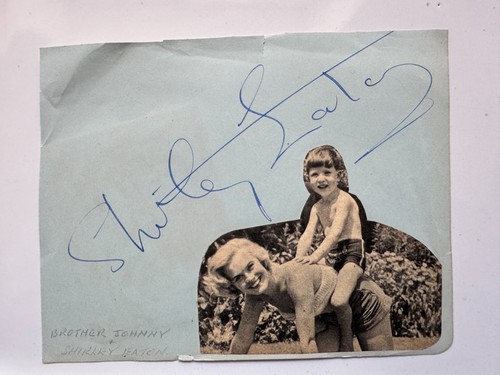 Shirley Eaton
BROTHER JOHNNY
+
SHIRLEY EATON.